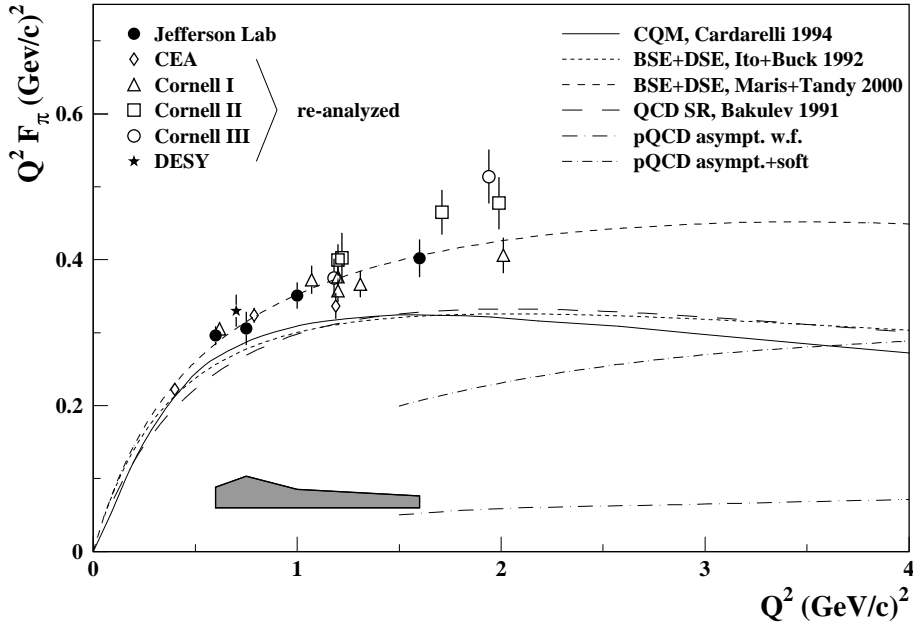 Q² F_π (Gev/c)²
0.6
0.4
0.2
0
0
1
2
3
4
Q² (GeV/c)²
Jefferson Lab
CEA
Cornell I
Cornell II
Cornell III
DESY
re-analyzed
CQM, Cardarelli 1994
BSE+DSE, Ito+Buck 1992
BSE+DSE, Maris+Tandy 2000
QCD SR, Bakulev 1991
pQCD asympt. w.f.
pQCD asympt.+soft